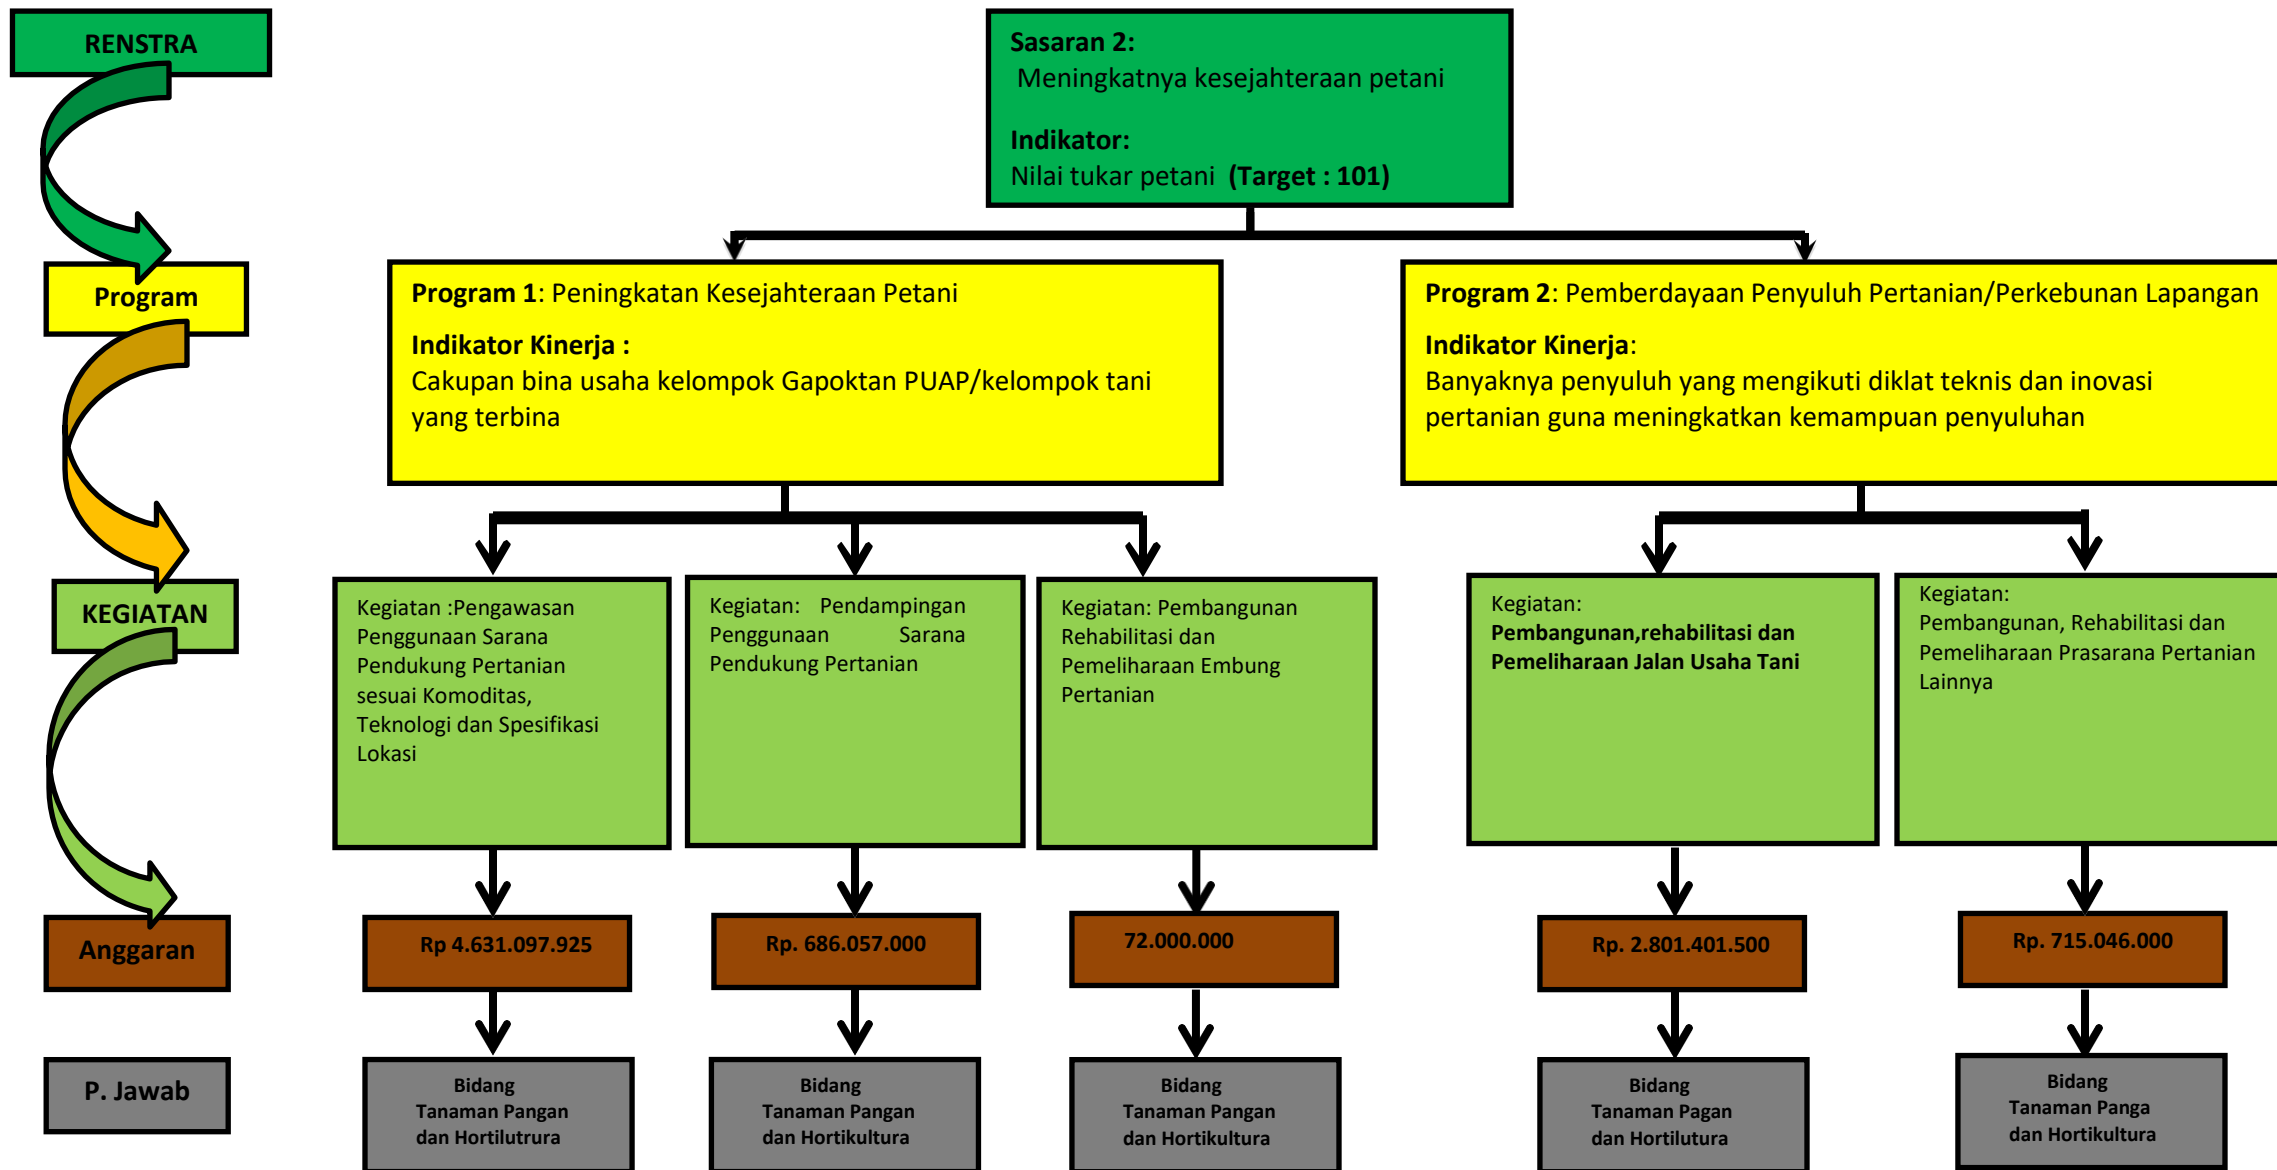 RENSTRA
Sasaran 2:
Meningkatnya kesejahteraan petani
Indikator:
Nilai tukar petani (Target : 101)
Program
Program 1: Peningkatan Kesejahteraan Petani
Indikator Kinerja :
Cakupan bina usaha kelompok Gapoktan PUAP/kelompok tani
yang terbina
Program 2: Pemberdayaan Penyuluh Pertanian/Perkebunan Lapangan
Indikator Kinerja:
Banyaknya penyuluh yang mengikuti diklat teknis dan inovasi
pertanian guna meningkatkan kemampuan penyuluhan
KEGIATAN
Kegiatan :Pengawasan
Penggunaan Sarana
Pendukung Pertanian
sesuai Komoditas,
Teknologi dan Spesifikasi
Lokasi
Kegiatan: Pendampingan
Penggunaan Sarana
Pendukung Pertanian
Kegiatan: Pembangunan
Rehabilitasi dan
Pemeliharaan Embung
Pertanian
Kegiatan:
Pembangunan,rehabilitasi dan
Pemeliharaan Jalan Usaha Tani
Kegiatan:
Pembangunan, Rehabilitasi dan
Pemeliharaan Prasarana Pertanian
Lainnya
Anggaran
Rp 4.631.097.925
Rp. 686.057.000
72.000.000
Rp. 2.801.401.500
Rp. 715.046.000
P. Jawab
Bidang
Tanaman Pangan
dan Hortilutrura
Bidang
Tanaman Pangan
dan Hortikultura
Bidang
Tanaman Pangan
dan Hortikultura
Bidang
Tanaman Pagan
dan Hortilutura
Bidang
Tanaman Panga
dan Hortikultura